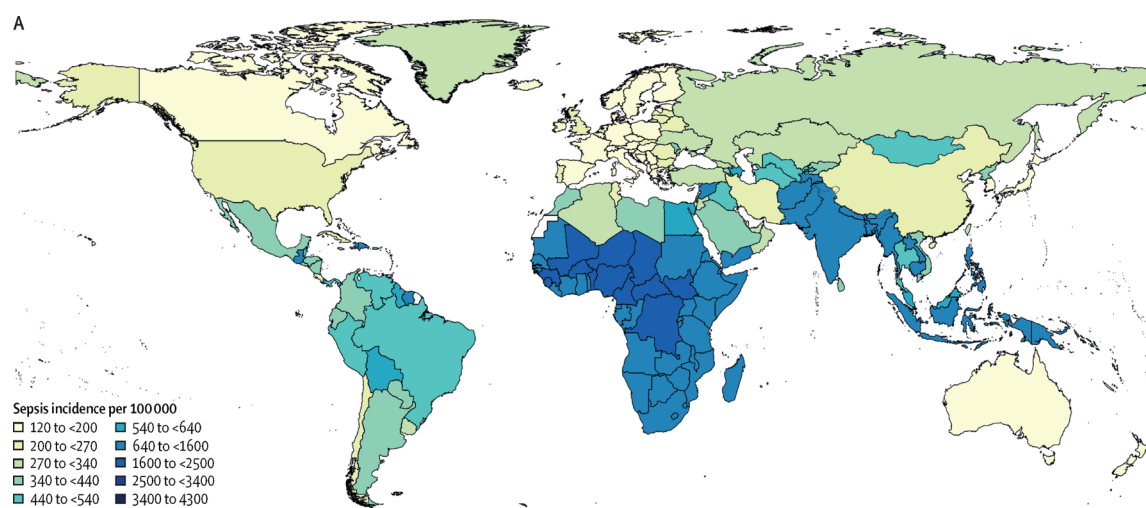 A
Sepsis incidence per 100 000
120 to <200
200 to <270
270 to <340
340 to <440
440 to <540
540 to <640
640 to <1600
1600 to <2500
2500 to <3400
3400 to 4300